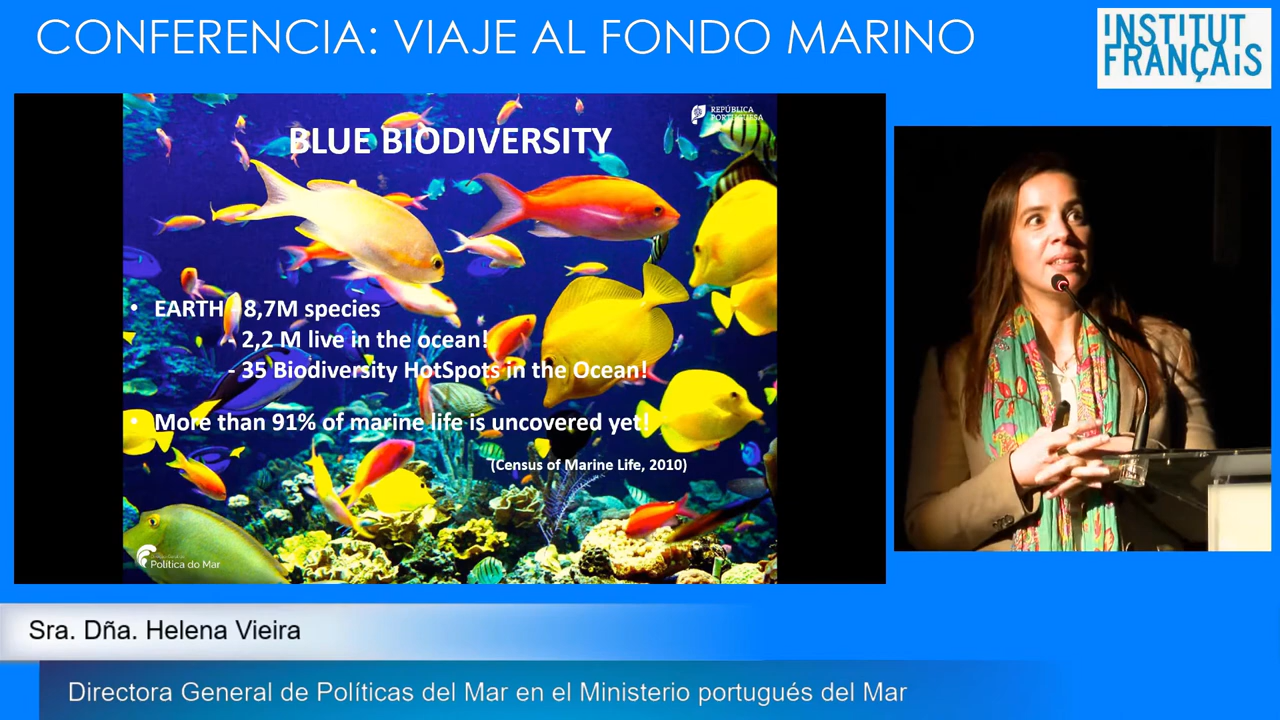 CONFERENCIA: VIAJE AL FONDO MARINO
INSTITUT
FRANÇAiS
REPÚBLICA
PORTUGUESA
BLUE BIODIVERSITY
• EARTH - 8,7M species
- 2,2 M live in the ocean!
- 35 Biodiversity HotSpots in the Ocean!
• More than 91% of marine life is uncovered yet!
(Census of Marine Life, 2010)
Política do Mar
Sra. Dña. Helena Vieira
Directora General de Políticas del Mar en el Ministerio portugués del Mar